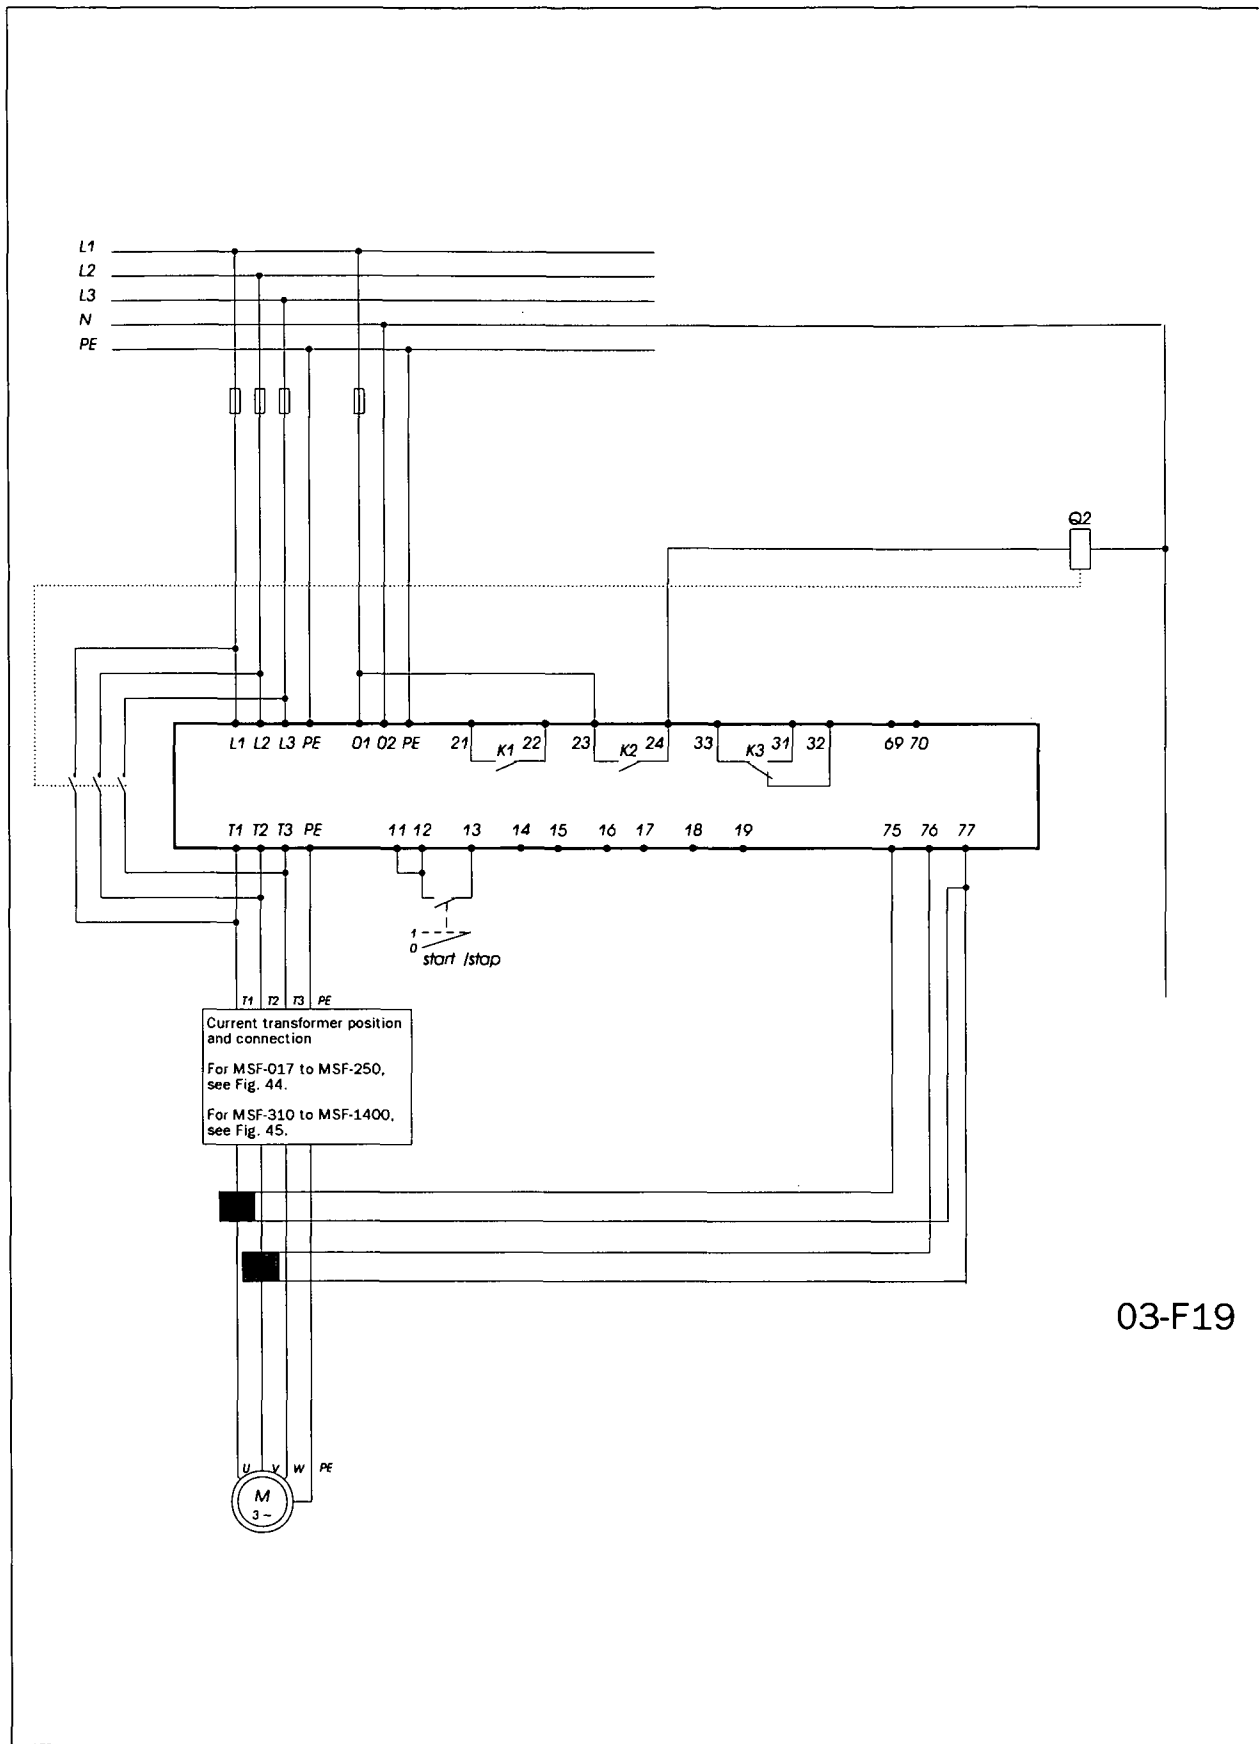 L1
L2
L3
N
PE
Q2
L1 L2 L3 PE 01 02 PE 21 K1 22 23 K2 24 33 K3 31 32 69 70
T1 T2 T3 PE 11 12 13 14 15 16 17 18 19 75 76 77
1
0
start /stop
T1 T2 T3 PE
Current transformer position
and connection
For MSF-017 to MSF-250,
see Fig. 44.
For MSF-310 to MSF-1400,
see Fig. 45.
03-F19
U V W PE
M
3 ~